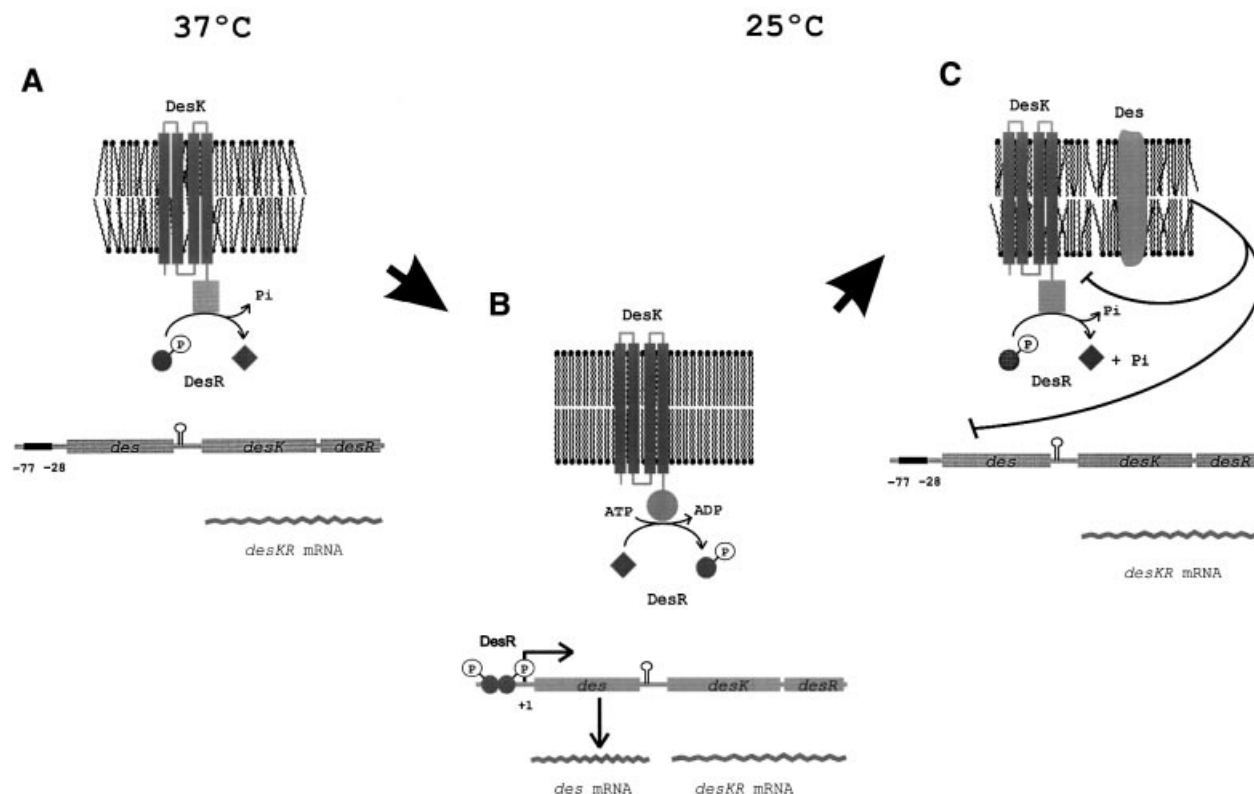 37°C
25°C
A
DesK
Pi
P
DesR
des
desK
desR
-77 -28
desKR mRNA
B
DesK
ATP
ADP
P
DesR
DesR
P
P
des
desK
desR
+1
des mRNA
desKR mRNA
C
DesK
Des
Pi
P
+ Pi
DesR
des
desK
desR
-77 -28
desKR mRNA